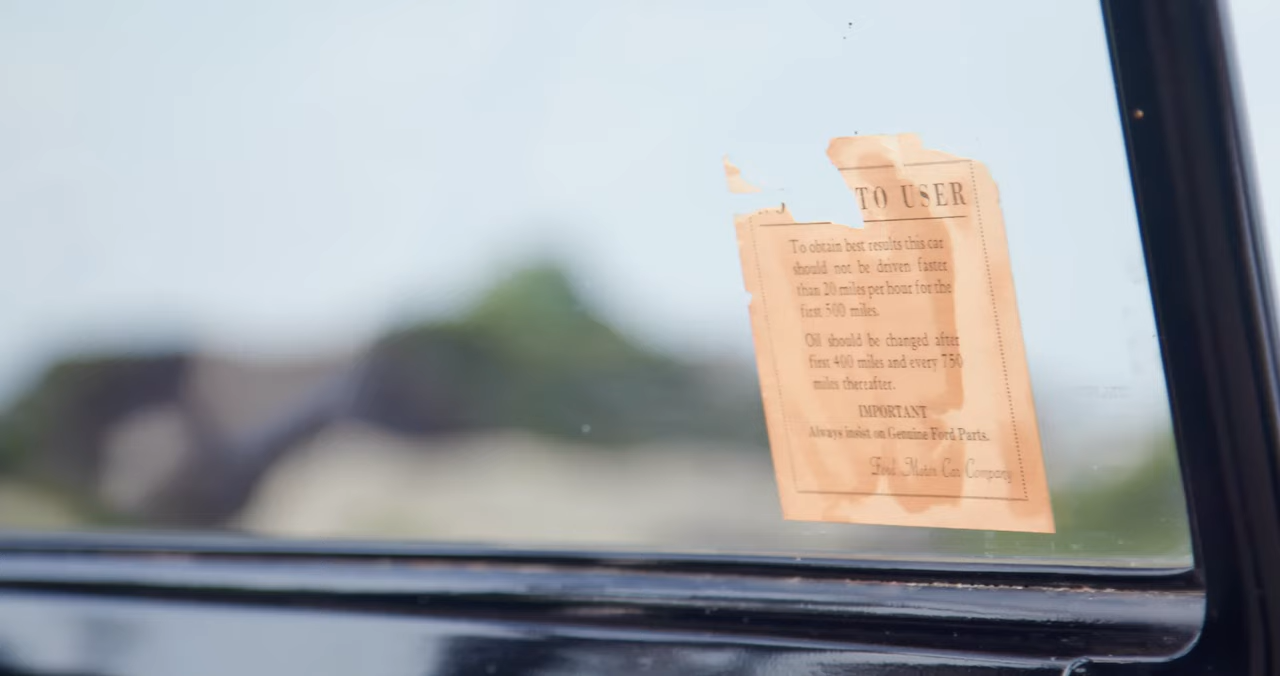 TO USER
To obtain best results this car
should not be driven faster
than 20 miles per hour for the
first 500 miles.
Oil should be changed after
first 400 miles and every 750
miles thereafter.
IMPORTANT
Always insist on Genuine Ford Parts.
Ford Motor Car Company